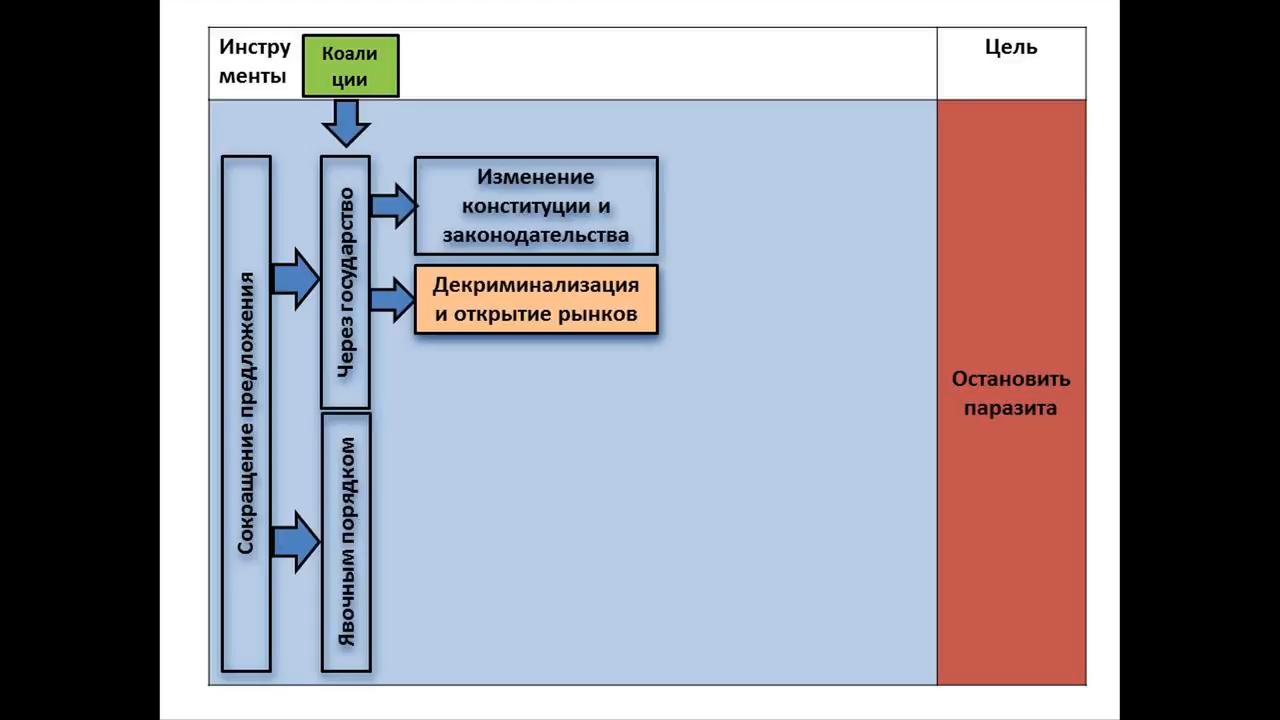 Инстру
менты
Коали
ции
Цель
Сокращение предложения
Через государство
Явочным порядком
Изменение
конституции и
законодательства
Декриминализация
и открытие рынков
Остановить
паразита